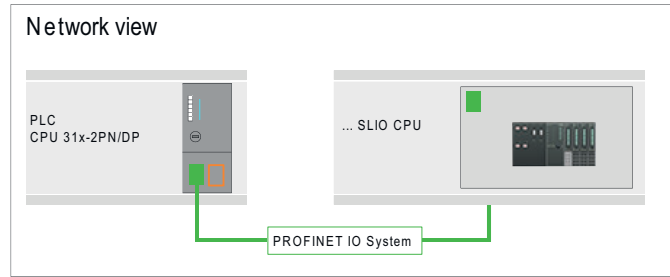 Network view
PLC
CPU 31x-2PN/DP
... SLIO CPU
PROFINET IO System